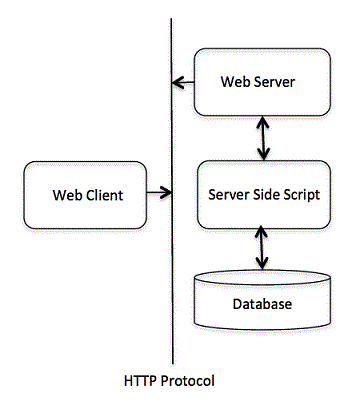 Web Server
Web Client
Server Side Script
Database
HTTP Protocol